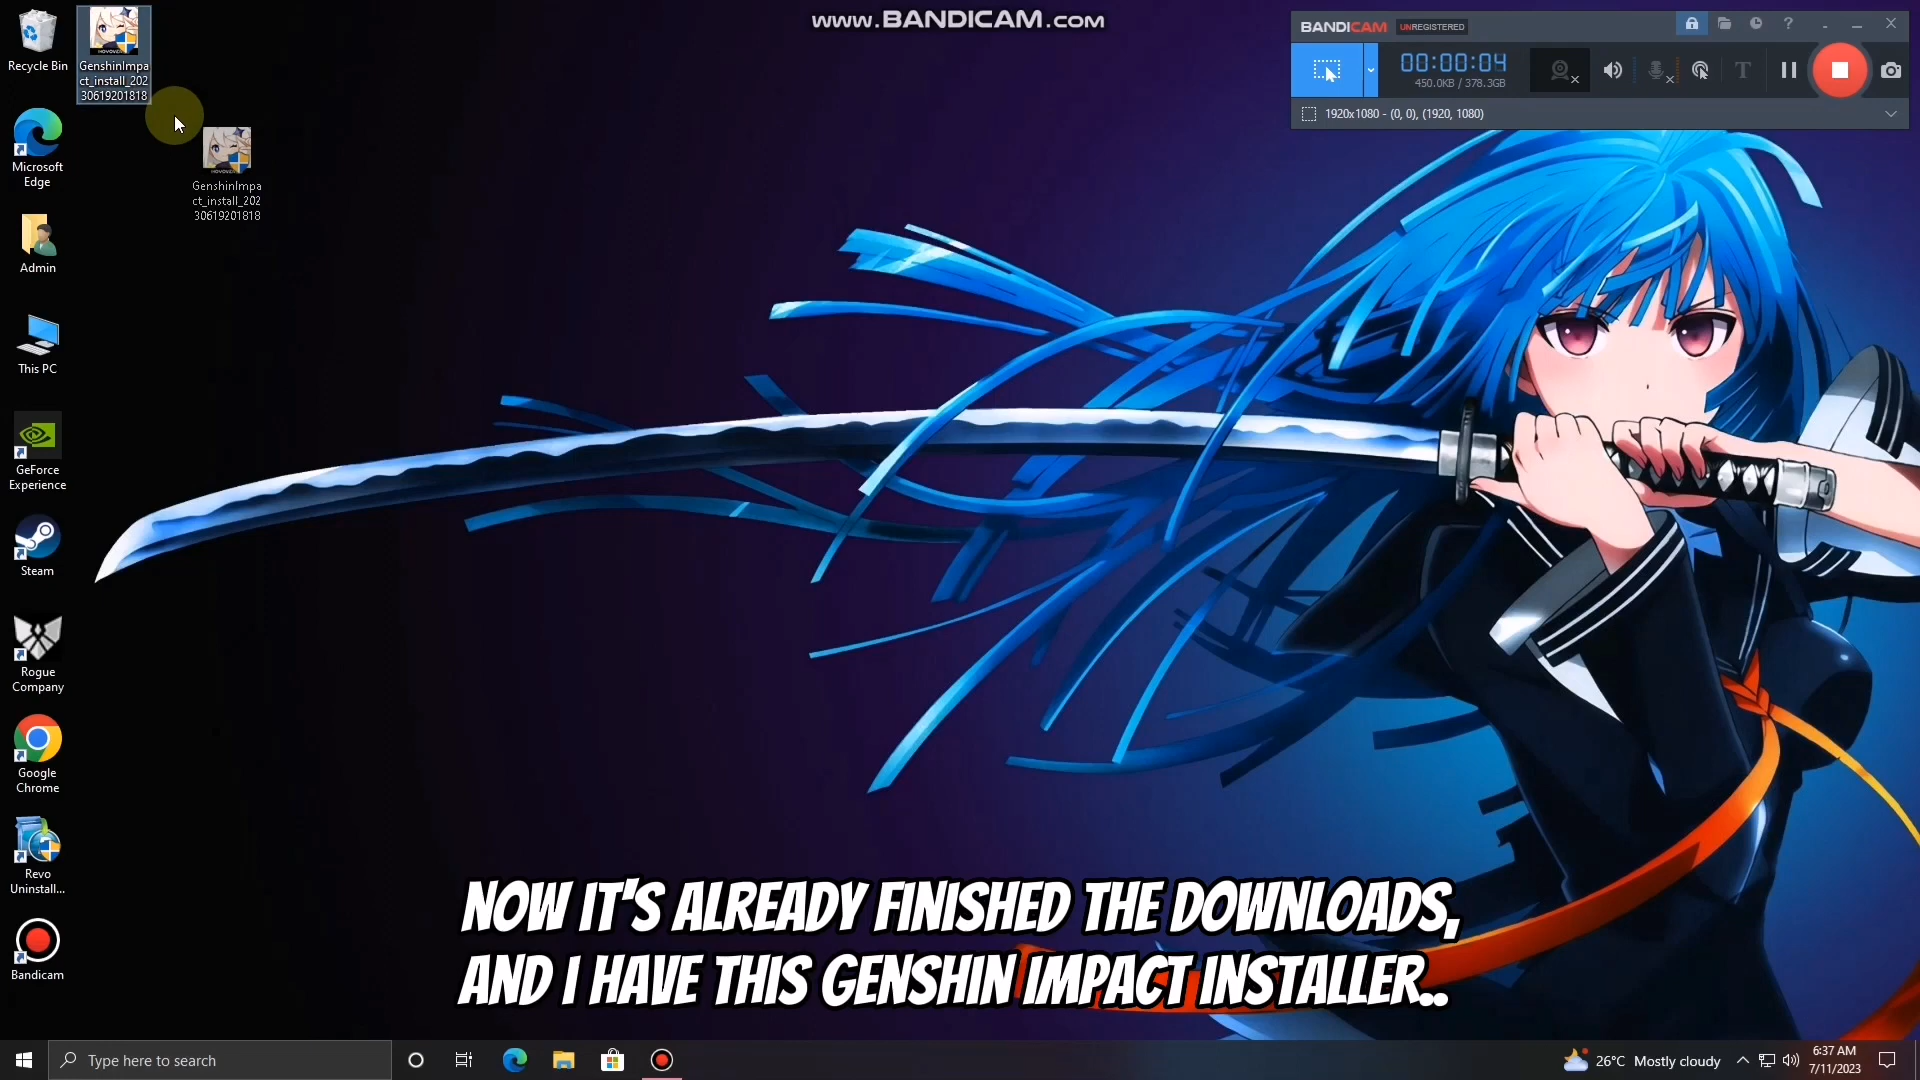 www.BANDICAM.com
BANDICAM
UNREGISTERED
00:00:04
450.0KB / 378.3GB
1920x1080 - (0, 0), (1920, 1080)
Recycle Bin
GenshinImpa
ct_install_202
30619201818
GenshinImpa
ct_install_202
30619201818
Microsoft
Edge
Admin
This PC
GeForce
Experience
Steam
Rogue
Company
Google
Chrome
Revo
Uninstall...
Bandicam
NOW IT'S ALREADY FINISHED THE DOWNLOADS,
AND I HAVE THIS GENSHIN IMPACT INSTALLER..
Type here to search
26°C Mostly cloudy
6:37 AM
7/11/2023